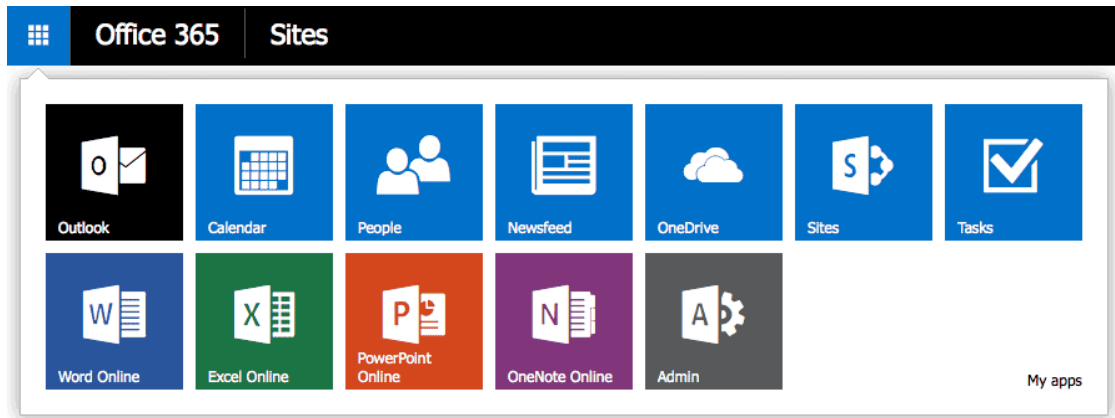 Office 365 Sites
Outlook
Calendar
People
Newsfeed
OneDrive
Sites
Tasks
Word Online
Excel Online
PowerPoint
Online
OneNote Online
Admin
My apps